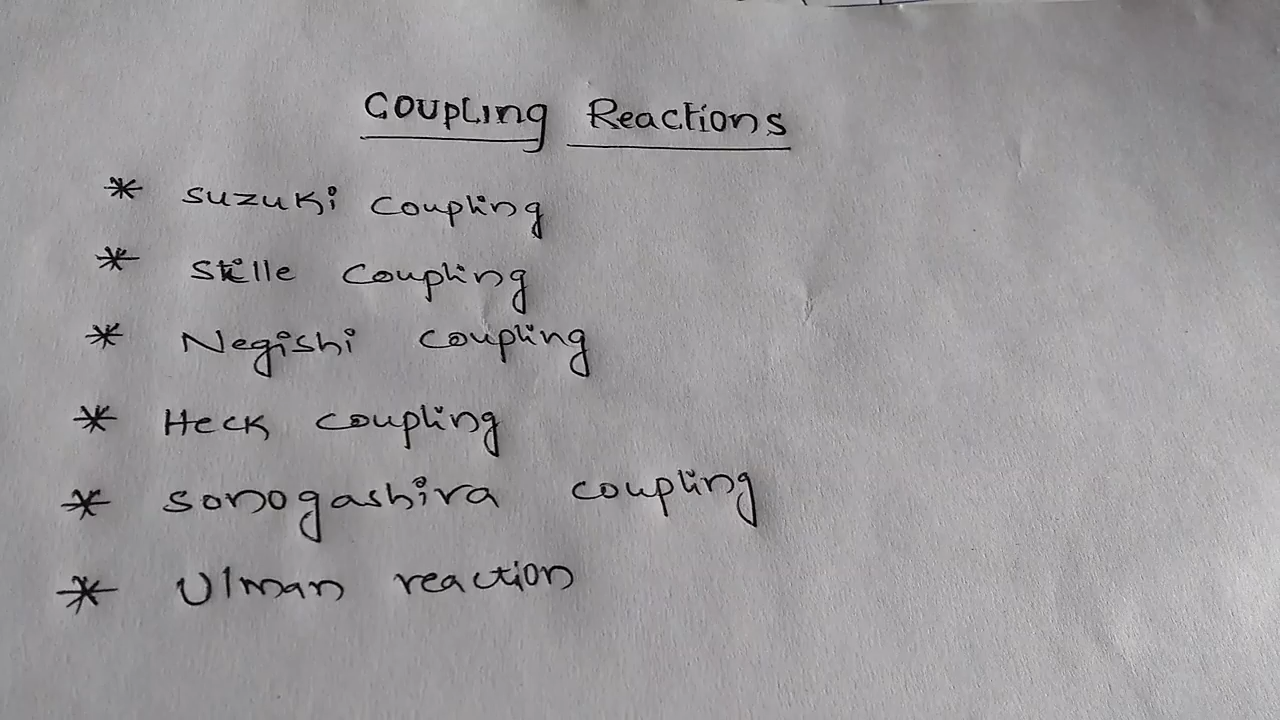 Coupling Reactions
* Suzuki coupling
* Stille coupling
* Negishi coupling
* Heck coupling
* sonogashira coupling
* Ulman reaction